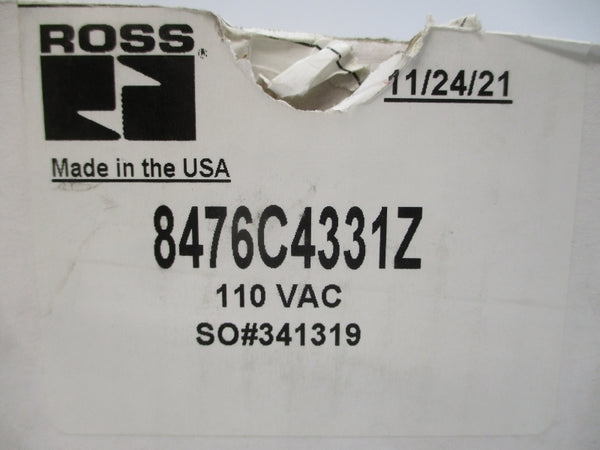 ROSS®
11/24/21
Made in the USA
8476C4331Z
110 VAC
SO#341319